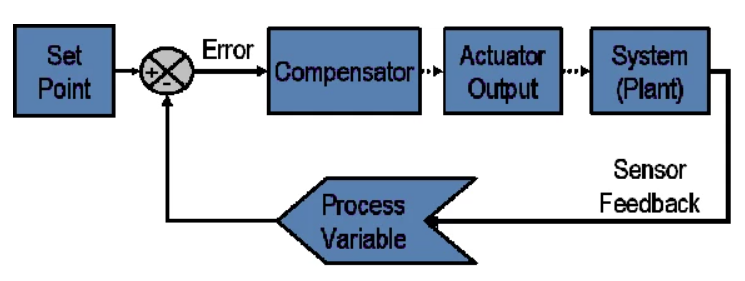 Set
Point
+
-
Error
Compensator
Actuator
Output
System
(Plant)
Sensor
Feedback
Process
Variable